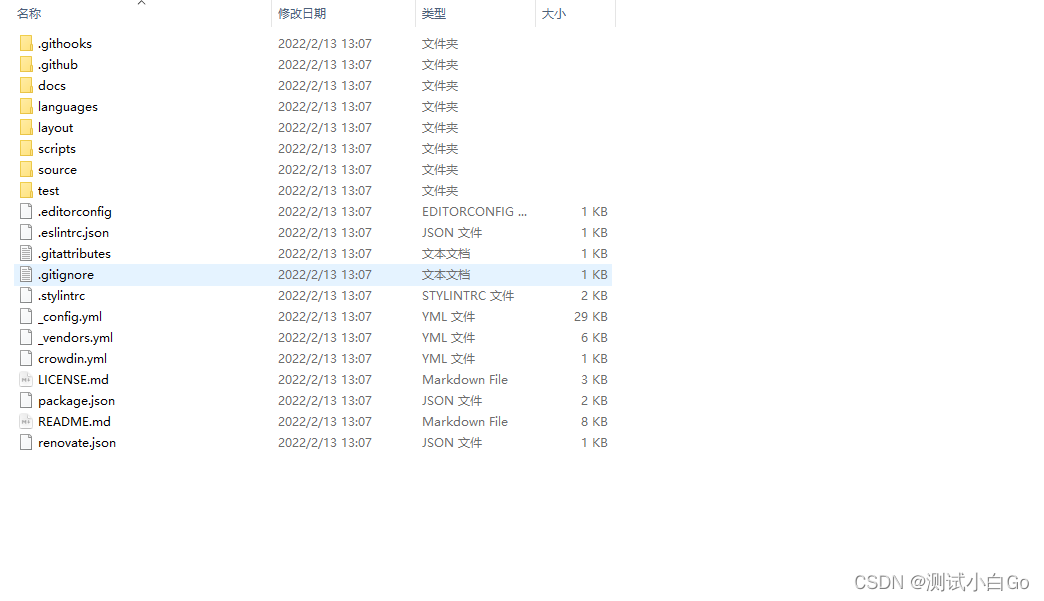 名称 修改日期 类型 大小
.githooks 2022/2/13 13:07 文件夹
.github 2022/2/13 13:07 文件夹
docs 2022/2/13 13:07 文件夹
languages 2022/2/13 13:07 文件夹
layout 2022/2/13 13:07 文件夹
scripts 2022/2/13 13:07 文件夹
source 2022/2/13 13:07 文件夹
test 2022/2/13 13:07 文件夹
.editorconfig 2022/2/13 13:07 EDITORCONFIG ... 1 KB
.eslintrc.json 2022/2/13 13:07 JSON 文件 1 KB
.gitattributes 2022/2/13 13:07 文本文档 1 KB
.gitignore 2022/2/13 13:07 文本文档 1 KB
.stylintrc 2022/2/13 13:07 STYLINTRC 文件 2 KB
_config.yml 2022/2/13 13:07 YML 文件 29 KB
_vendors.yml 2022/2/13 13:07 YML 文件 6 KB
crowdin.yml 2022/2/13 13:07 YML 文件 1 KB
LICENSE.md 2022/2/13 13:07 Markdown File 3 KB
package.json 2022/2/13 13:07 JSON 文件 2 KB
README.md 2022/2/13 13:07 Markdown File 8 KB
renovate.json 2022/2/13 13:07 JSON 文件 1 KB
CSDN @测试小白Go